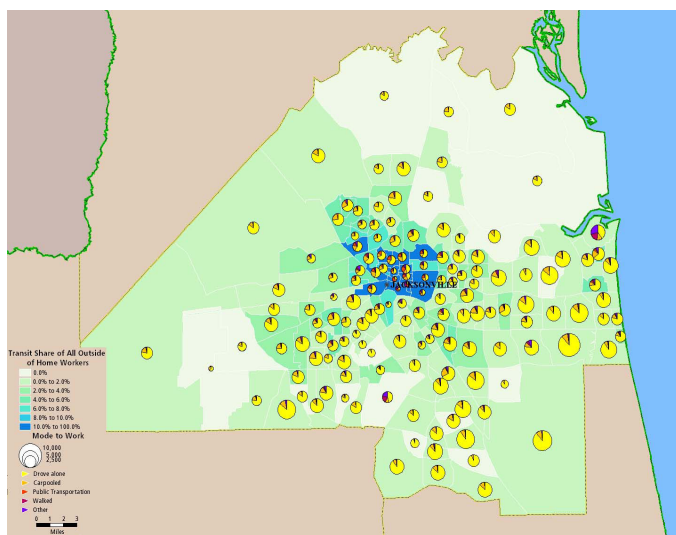 JACKSONVILLE
Transit Share of All Outside
of Home Workers
0.0%
0.0% to 2.0%
2.0% to 4.0%
4.0% to 6.0%
6.0% to 8.0%
8.0% to 10.0%
10.0% to 100.0%
Mode to Work
10,000
5,000
2,500
Drove alone
Carpooled
Public Transportation
Walked
Other
0 1 2 3
Miles